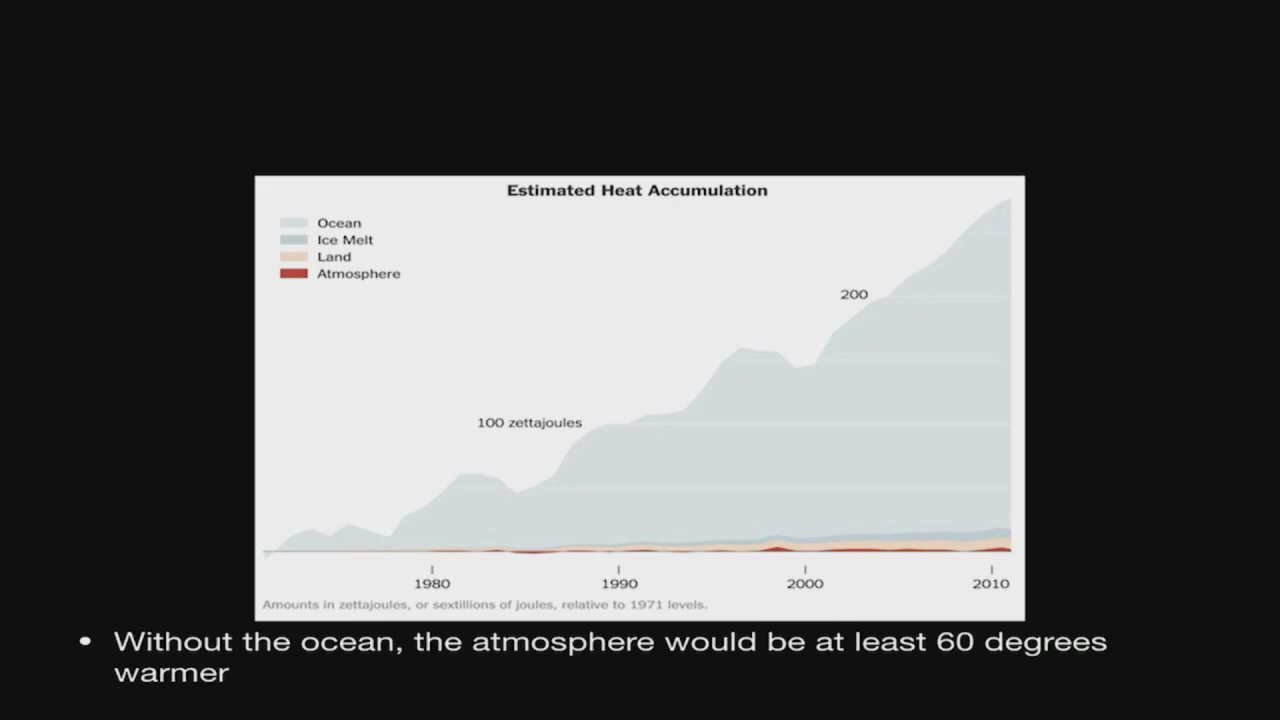 Estimated Heat Accumulation
Ocean
Ice Melt
Land
Atmosphere
200
100 zettajoules
1980 1990 2000 2010
Amounts in zettajoules, or sextillions of joules, relative to 1971 levels.
• Without the ocean, the atmosphere would be at least 60 degrees
warmer